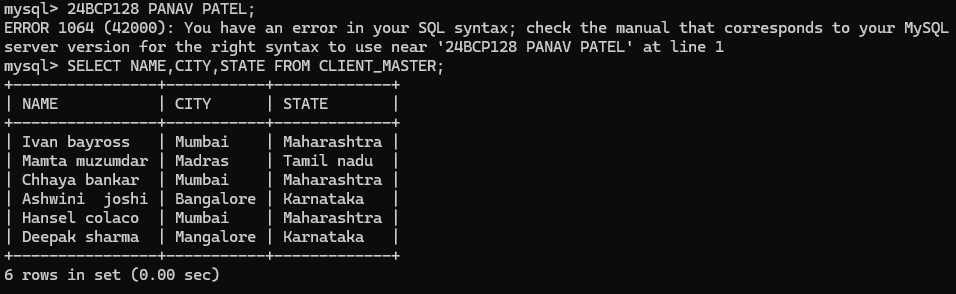 mysql> 24BCP128 PANAV PATEL;
ERROR 1064 (42000): You have an error in your SQL syntax; check the manual that corresponds to your MySQL
server version for the right syntax to use near '24BCP128 PANAV PATEL' at line 1
mysql> SELECT NAME,CITY,STATE FROM CLIENT_MASTER;
+----------------+-----------+-------------+
| NAME           | CITY      | STATE       |
+----------------+-----------+-------------+
| Ivan bayross   | Mumbai    | Maharashtra |
| Mamta muzumdar | Madras    | Tamil nadu  |
| Chhaya bankar  | Mumbai    | Maharashtra |
| Ashwini  joshi | Bangalore | Karnataka   |
| Hansel colaco  | Mumbai    | Maharashtra |
| Deepak sharma  | Mangalore | Karnataka   |
+----------------+-----------+-------------+
6 rows in set (0.00 sec)